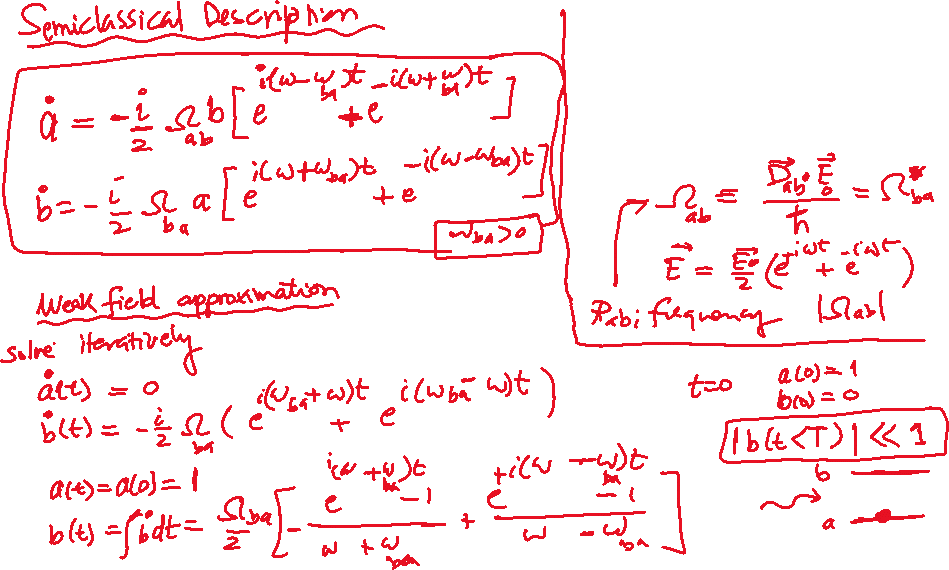 Semiclassical Description
ȧ = -i/2 Ω_ab b [e^{i(ω-ω_ba)t} + e^{-i(ω+ω_ba)t}]
ḃ = -i/2 Ω_ba a [e^{i(ω+ω_ba)t} + e^{-i(ω-ω_ba)t}]
ω_ba > 0
Ω_ab ≡ D⃗_ab · E⃗_0 / ħ = Ω*_ba
E⃗ = E⃗_0/2 (e^{-iωt} + e^{-iωt})
Rabi frequency |Ω_ab|
Weak field approximation
solve iteratively
ȧ(t) = 0
ḃ(t) = -i/2 Ω_ba (e^{i(ω_ba+ω)t} + e^{i(ω_ba-ω)t})
a(t) = a(0) = 1
b(t) = ∫ḃdt = Ω_ba/2 [- (e^{i(ω+ω_ba)t} - 1)/(ω + ω_ba) + (e^{+i(ω-ω_ba)t} - 1)/(ω - ω_ba)]
t=0 a(0)=1
b(0)=0
|b(t<T)| ≪ 1
b
a